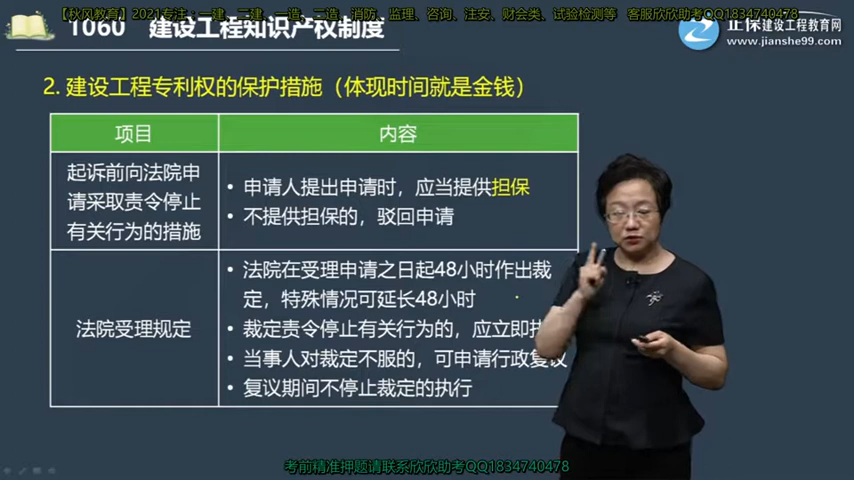 【秋风教育】2021专注：一建、二建、一造、二造、消防、监理、咨询、注安、财会类、试验检测等 客服欣欣助考QQ1834740478
1060 建设工程知识产权制度
正保建设工程教育网
www.jianshe99.com
2. 建设工程专利权的保护措施（体现时间就是金钱）
项目
内容
起诉前向法院申
请采取责令停止
有关行为的措施
• 申请人提出申请时，应当提供担保
• 不提供担保的，驳回申请
法院受理规定
• 法院在受理申请之日起48小时作出裁
定，特殊情况可延长48小时
• 裁定责令停止有关行为的，应立即执
• 当事人对裁定不服的，可申请行政复议
• 复议期间不停止裁定的执行
考前精准押题请联系欣欣助考QQ1834740478